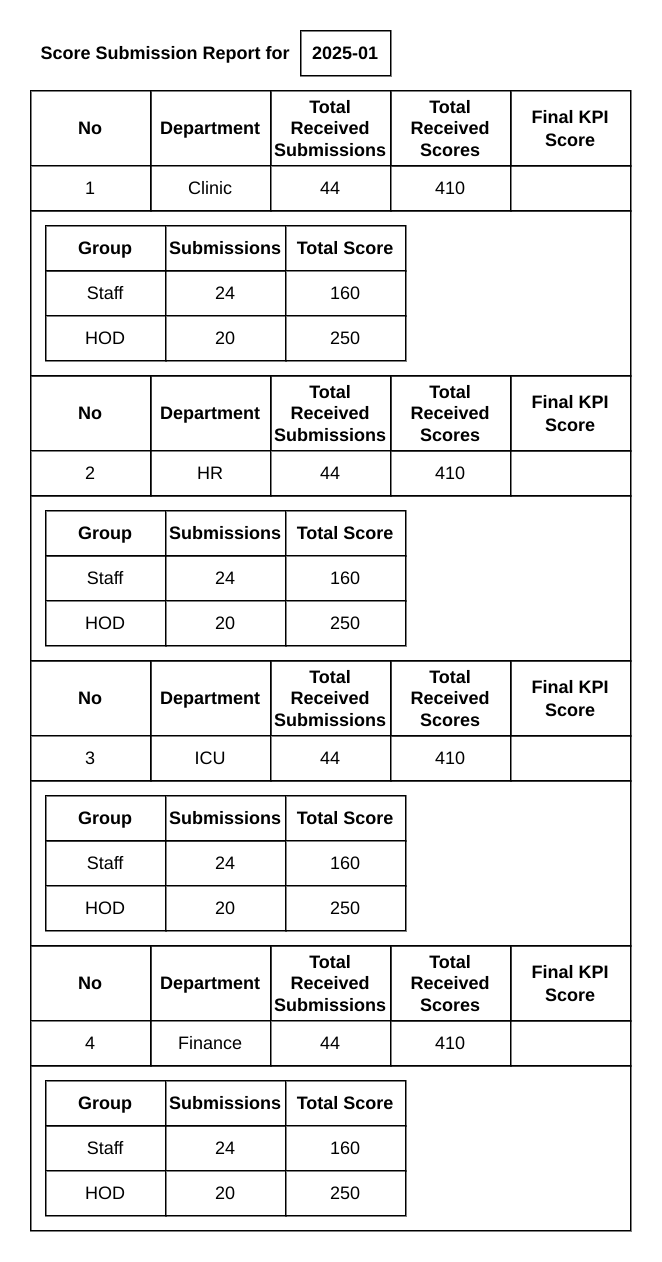 Score Submission Report for 2025-01
No Department Total Received Submissions Total Received Scores Final KPI Score
1 Clinic 44 410
Group Submissions Total Score
Staff 24 160
HOD 20 250
No Department Total Received Submissions Total Received Scores Final KPI Score
2 HR 44 410
Group Submissions Total Score
Staff 24 160
HOD 20 250
No Department Total Received Submissions Total Received Scores Final KPI Score
3 ICU 44 410
Group Submissions Total Score
Staff 24 160
HOD 20 250
No Department Total Received Submissions Total Received Scores Final KPI Score
4 Finance 44 410
Group Submissions Total Score
Staff 24 160
HOD 20 250